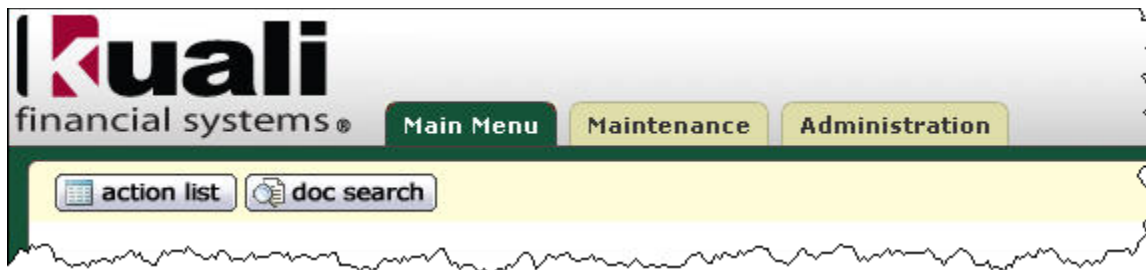 kuali
financial systems ®
Main Menu Maintenance Administration
action list doc search